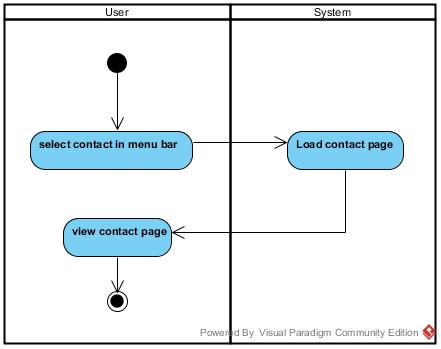 User
System
select contact in menu bar
Load contact page
view contact page
Powered By Visual Paradigm Community Edition